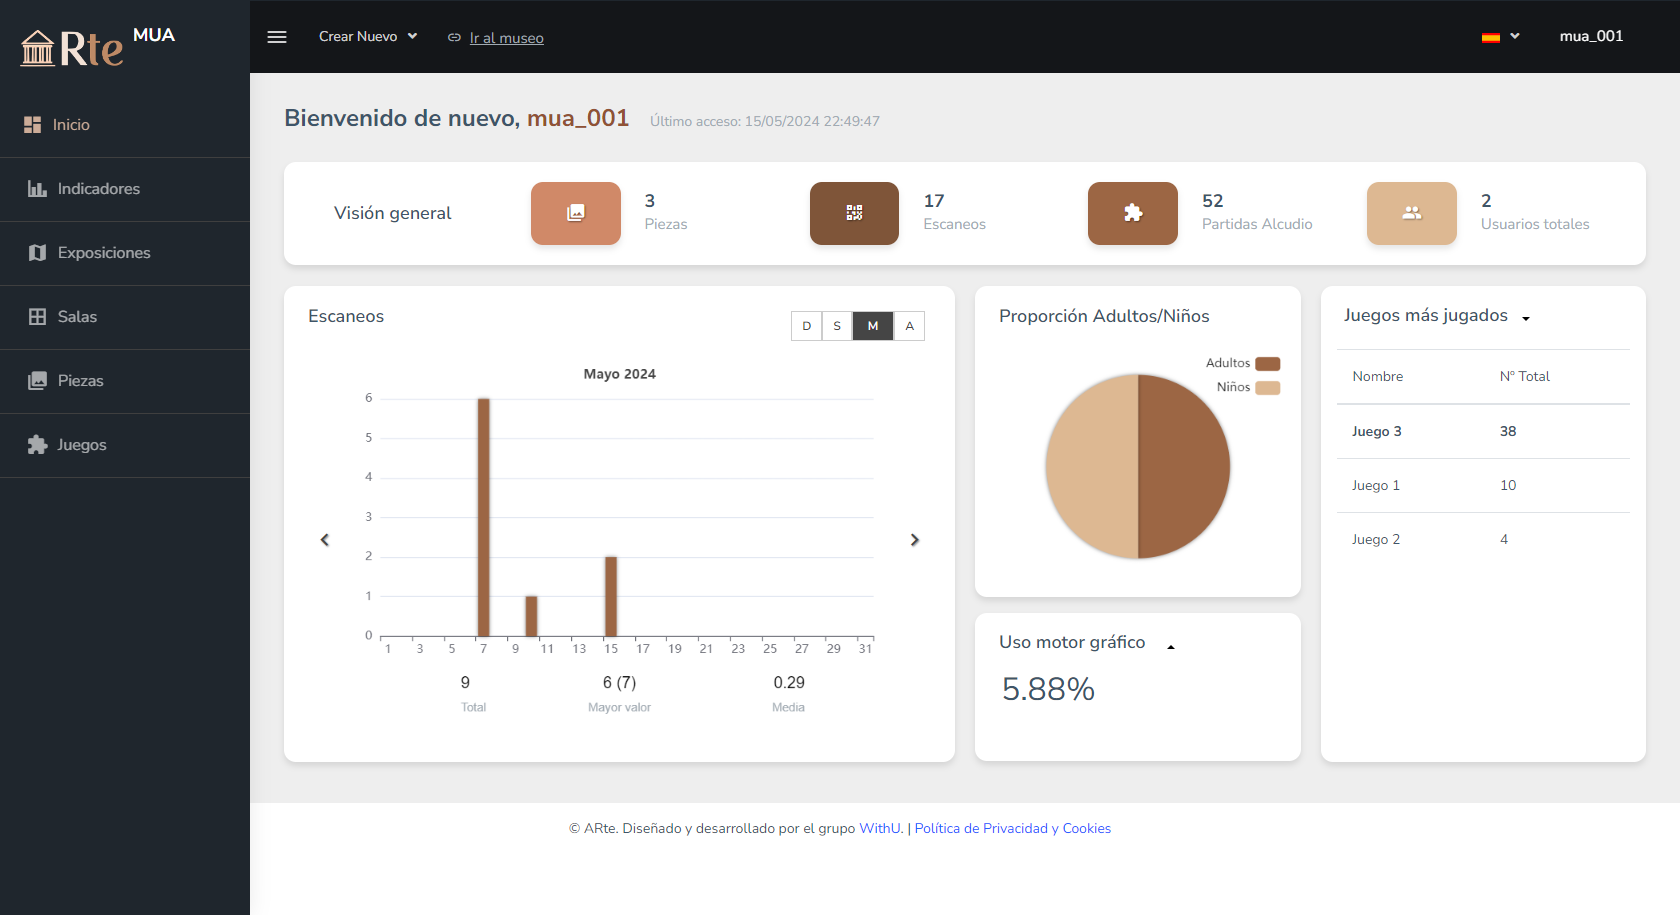 Rte MUA
Crear Nuevo
Ir al museo
mua_001
Inicio
Indicadores
Exposiciones
Salas
Piezas
Juegos
Bienvenido de nuevo, mua_001 Último acceso: 15/05/2024 22:49:47
Visión general
3
Piezas
17
Escaneos
52
Partidas Alcudio
2
Usuarios totales
Escaneos
D S M A
Mayo 2024
6
5
4
3
2
1
0
1 3 5 7 9 11 13 15 17 19 21 23 25 27 29 31
9 6 (7) 0.29
Total Mayor valor Media
Proporción Adultos/Niños
Adultos
Niños
Uso motor gráfico
5.88%
Juegos más jugados
Nombre Nº Total
Juego 3 38
Juego 1 10
Juego 2 4
© ARte. Diseñado y desarrollado por el grupo WithU. | Política de Privacidad y Cookies